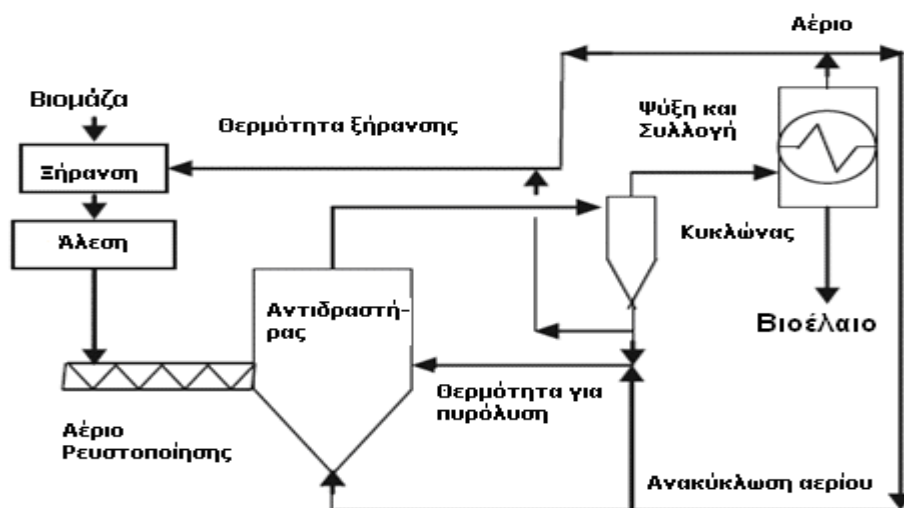 Αέριο
Βιομάζα
Θερμότητα ξήρανσης
Ψύξη και
Συλλογή
Ξήρανση
Άλεση
Κυκλώνας
Αντιδραστή-
ρας
Βιοέλαιο
Θερμότητα για
πυρόλυση
Αέριο
Ρευστοποίησης
Ανακύκλωση αερίου